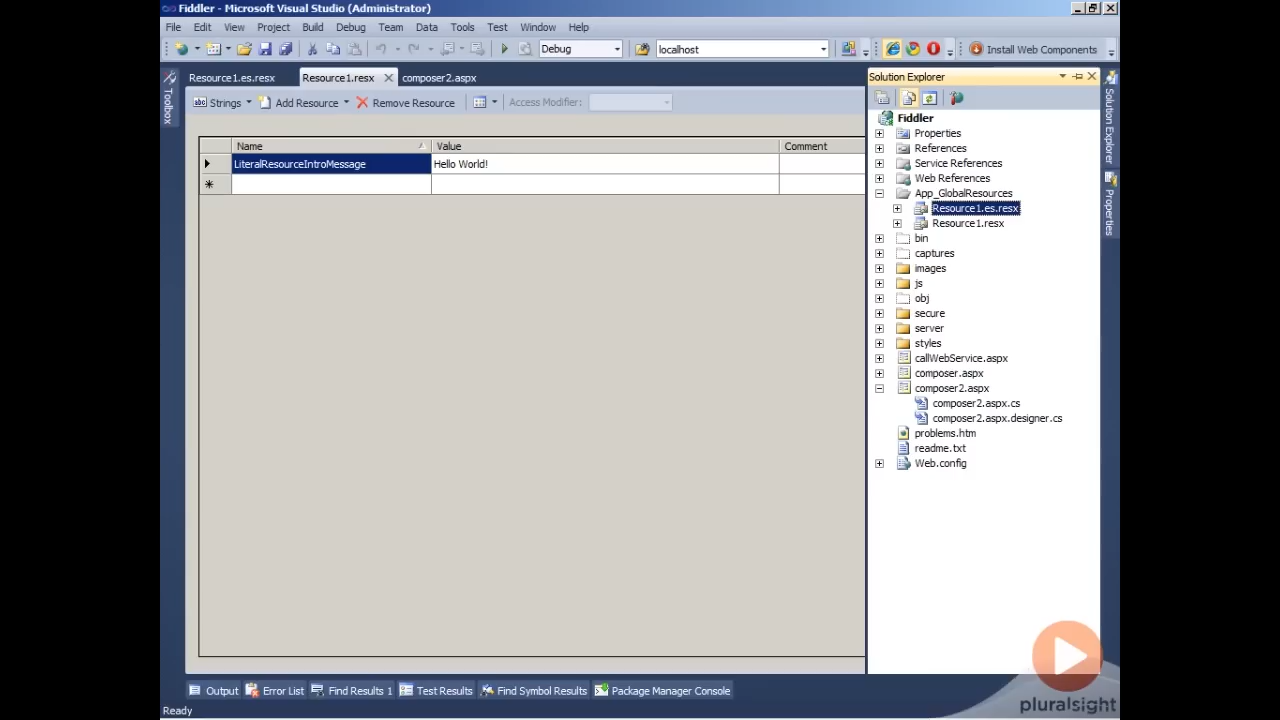 Fiddler - Microsoft Visual Studio (Administrator)
File Edit View Project Build Debug Team Data Tools Test Window Help
Debug localhost Install Web Components
Resource1.es.resx Resource1.resx composer2.aspx
Strings Add Resource Remove Resource Access Modifier:
Toolbox
Name Value Comment
LiteralResourceIntroMessage Hello World!
Solution Explorer
Fiddler
Properties
References
Service References
Web References
App_GlobalResources
Resource1.es.resx
Resource1.resx
bin
captures
images
js
obj
secure
server
styles
callWebService.aspx
composer.aspx
composer2.aspx
composer2.aspx.cs
composer2.aspx.designer.cs
problems.htm
readme.txt
Web.config
Solution Explorer
Properties
Output Error List Find Results 1 Test Results Find Symbol Results Package Manager Console
Ready
pluralsight